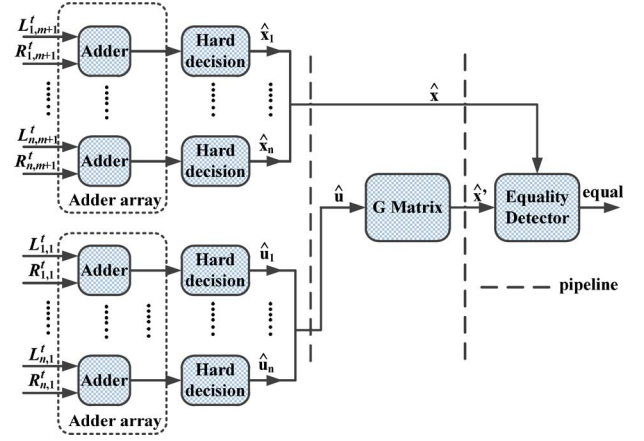 L^t_{1,m+1}
R^t_{1,m+1}
Adder
Hard decision
x̂_1
......
......
......
L^t_{n,m+1}
R^t_{n,m+1}
Adder
Hard decision
x̂_n
Adder array
x̂
L^t_{1,1}
R^t_{1,1}
Adder
Hard decision
û_1
......
......
......
......
......
L^t_{n,1}
R^t_{n,1}
Adder
Hard decision
û_n
Adder array
û
G Matrix
x̂'
Equality Detector
equal
pipeline